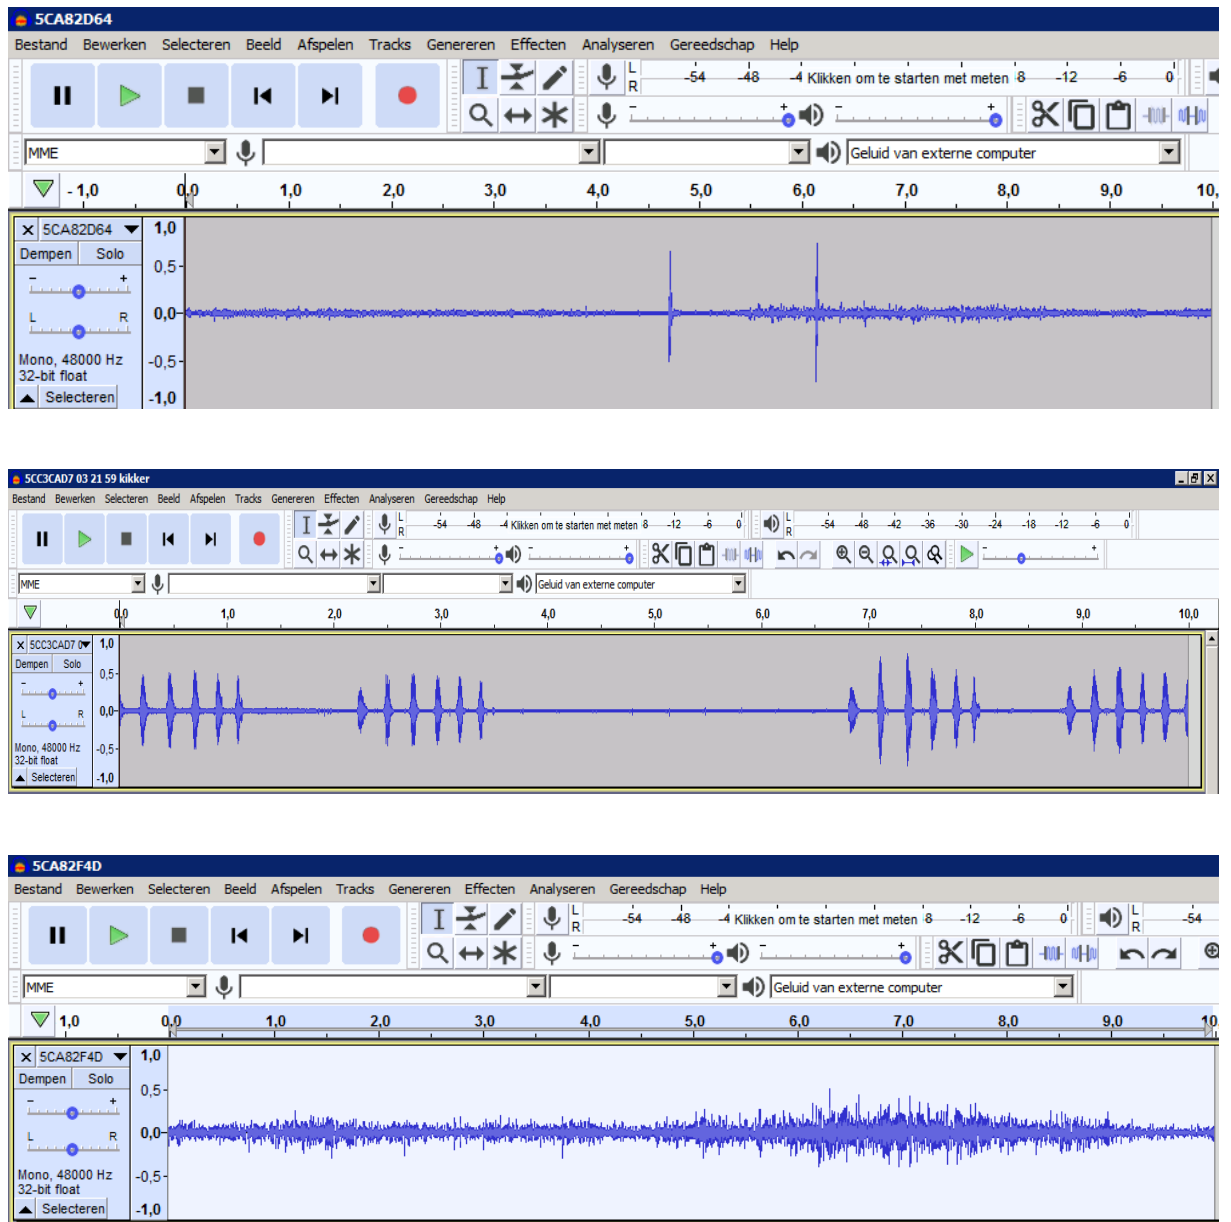 5CA82D64
Bestand Bewerken Selecteren Beeld Afspelen Tracks Genereren Effecten Analyseren Gereedschap Help
L
R
-54 -48 -4 Klikken om te starten met meten 8 -12 -6 0
- + - +
MME Geluid van externe computer
- 1,0 0,0 1,0 2,0 3,0 4,0 5,0 6,0 7,0 8,0 9,0 10,
5CA82D64 1,0
Dempen Solo
0,5
- +
L R 0,0
Mono, 48000 Hz -0,5
32-bit float
Selecteren -1,0
5CC3CAD7 03 21 59 kikker
Bestand Bewerken Selecteren Beeld Afspelen Tracks Genereren Effecten Analyseren Gereedschap Help
L
R
-54 -48 -4 Klikken om te starten met meten 8 -12 -6 0 L R -54 -48 -42 -36 -30 -24 -18 -12 -6 0
- + - + - +
MME Geluid van externe computer
0,0 1,0 2,0 3,0 4,0 5,0 6,0 7,0 8,0 9,0 10,0
5CC3CAD7 0 1,0
Dempen Solo
0,5
- +
L R 0,0
Mono, 48000 Hz -0,5
32-bit float
Selecteren -1,0
5CA82F4D
Bestand Bewerken Selecteren Beeld Afspelen Tracks Genereren Effecten Analyseren Gereedschap Help
L
R
-54 -48 -4 Klikken om te starten met meten 8 -12 -6 0 L R -54
- + - +
MME Geluid van externe computer
1,0 0,0 1,0 2,0 3,0 4,0 5,0 6,0 7,0 8,0 9,0 10
5CA82F4D 1,0
Dempen Solo
0,5
- +
L R 0,0
Mono, 48000 Hz -0,5
32-bit float
Selecteren -1,0